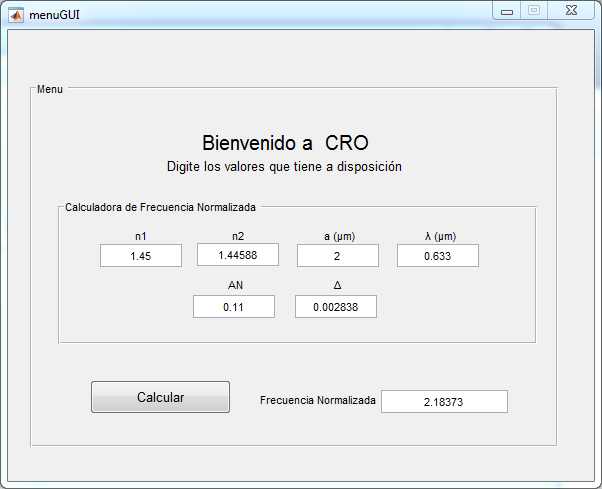 menuGUI
Menu
Bienvenido a CRO
Digite los valores que tiene a disposición
Calculadora de Frecuencia Normalizada
n1 n2 a (µm) λ (µm)
1.45 1.44588 2 0.633
AN Δ
0.11 0.002838
Calcular Frecuencia Normalizada 2.18373